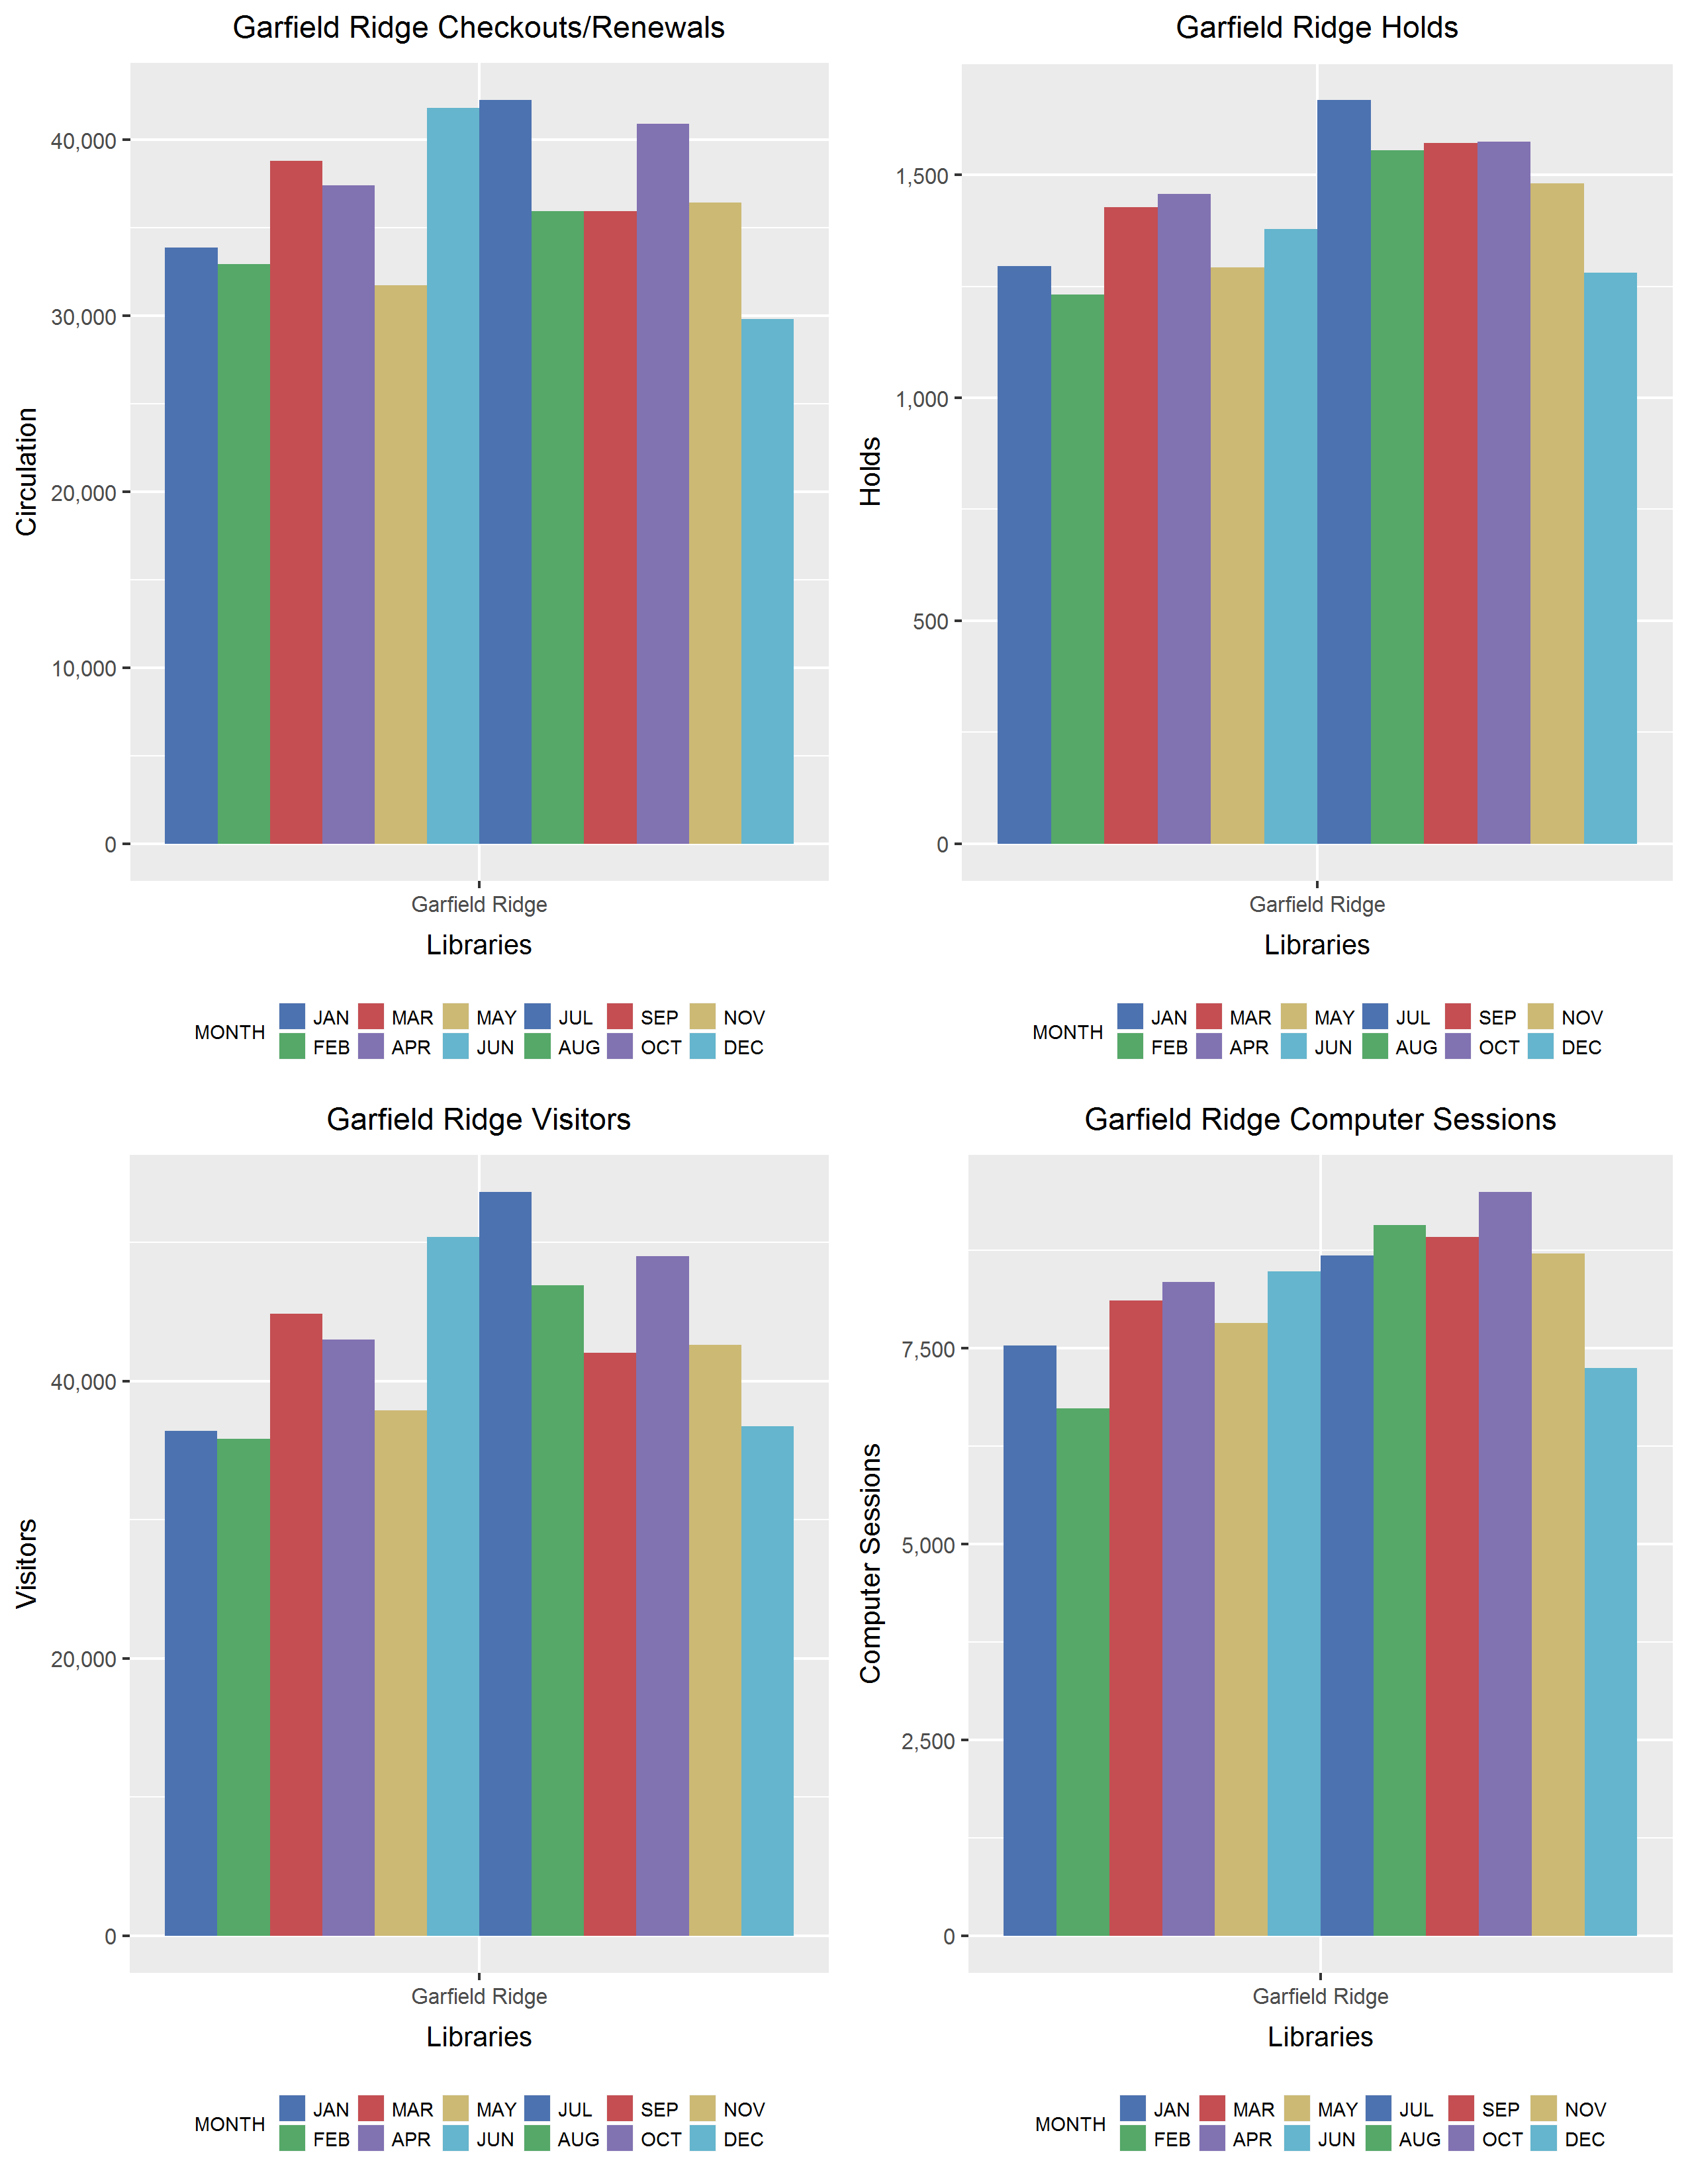 Garfield Ridge Checkouts/Renewals
Circulation
40,000
30,000
20,000
10,000
0
Garfield Ridge
Libraries
MONTH
JAN MAR MAY JUL SEP NOV
FEB APR JUN AUG OCT DEC
Garfield Ridge Holds
Holds
1,500
1,000
500
0
Garfield Ridge
Libraries
MONTH
JAN MAR MAY JUL SEP NOV
FEB APR JUN AUG OCT DEC
Garfield Ridge Visitors
Visitors
40,000
20,000
0
Garfield Ridge
Libraries
MONTH
JAN MAR MAY JUL SEP NOV
FEB APR JUN AUG OCT DEC
Garfield Ridge Computer Sessions
Computer Sessions
7,500
5,000
2,500
0
Garfield Ridge
Libraries
MONTH
JAN MAR MAY JUL SEP NOV
FEB APR JUN AUG OCT DEC